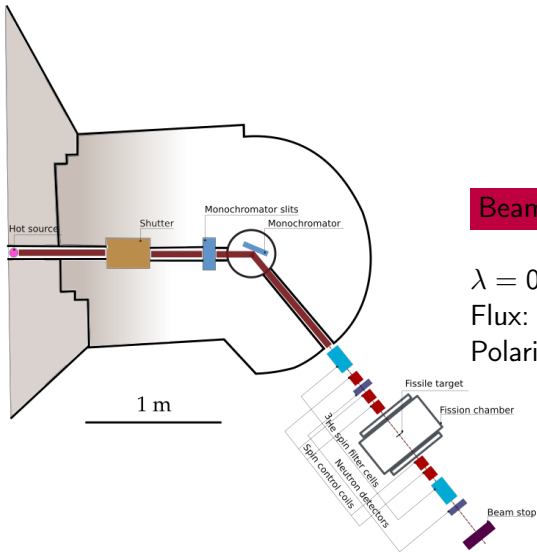 Hot source
Shutter
Monochromator slits
Monochromator
Beam
λ = 0
Flux:
Polari
1 m
Fissile target
Fission chamber
³He spin filter cells
Spin control coils
Neutron detectors
Beam stop